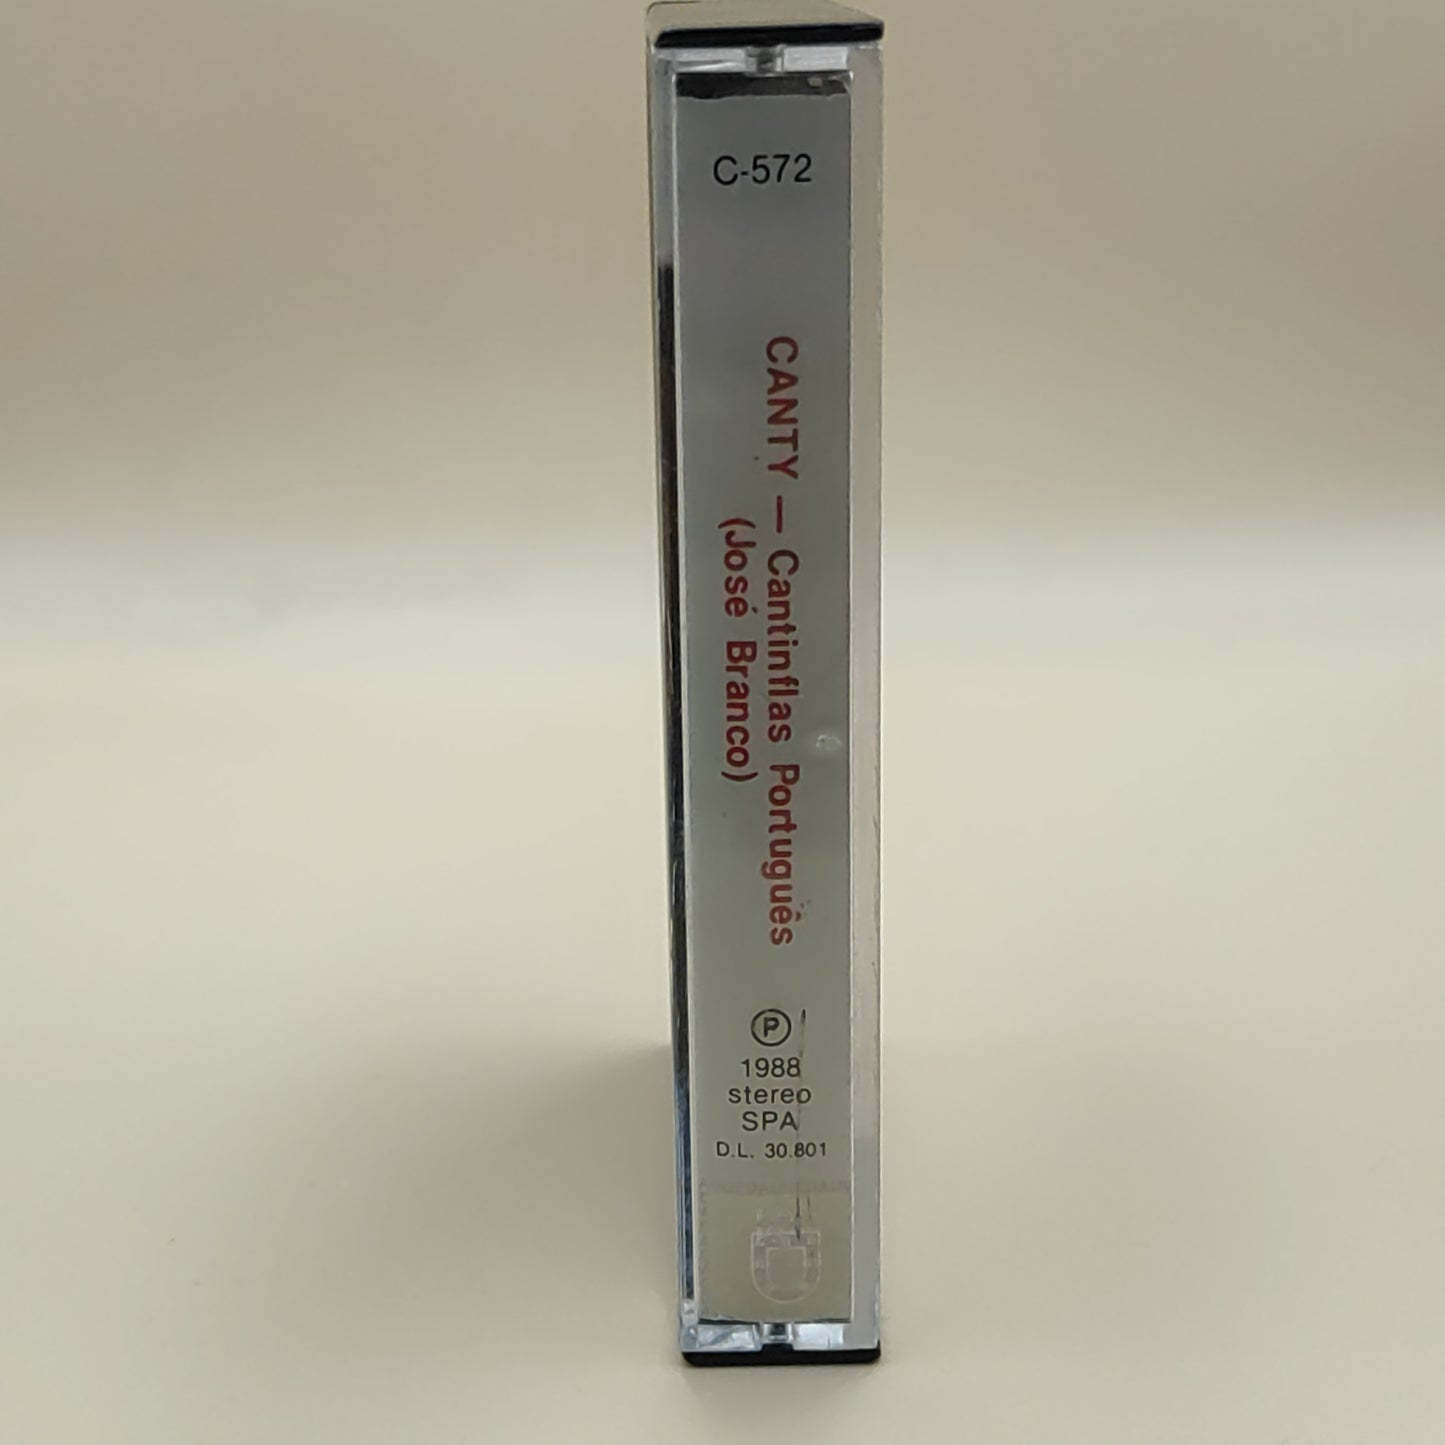 C-572
CANTY — Cantinflas Português
(José Branco)
Ⓟ
1988
stereo
SPA
D.L. 30.801